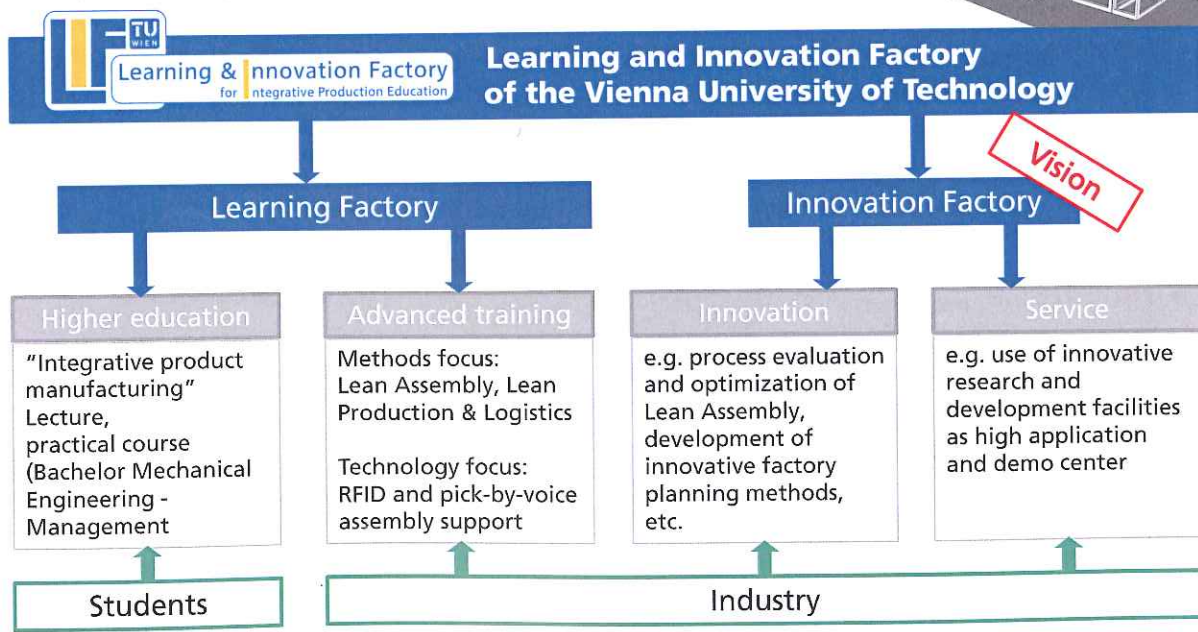 TU
WIEN
Learning & Innovation Factory
for Integrative Production Education
Learning and Innovation Factory
of the Vienna University of Technology
Vision
Learning Factory
Innovation Factory
Higher education
"Integrative product
manufacturing"
Lecture,
practical course
(Bachelor Mechanical
Engineering -
Management
Advanced training
Methods focus:
Lean Assembly, Lean
Production & Logistics
Technology focus:
RFID and pick-by-voice
assembly support
Innovation
e.g. process evaluation
and optimization of
Lean Assembly,
development of
innovative factory
planning methods,
etc.
Service
e.g. use of innovative
research and
development facilities
as high application
and demo center
Students
Industry